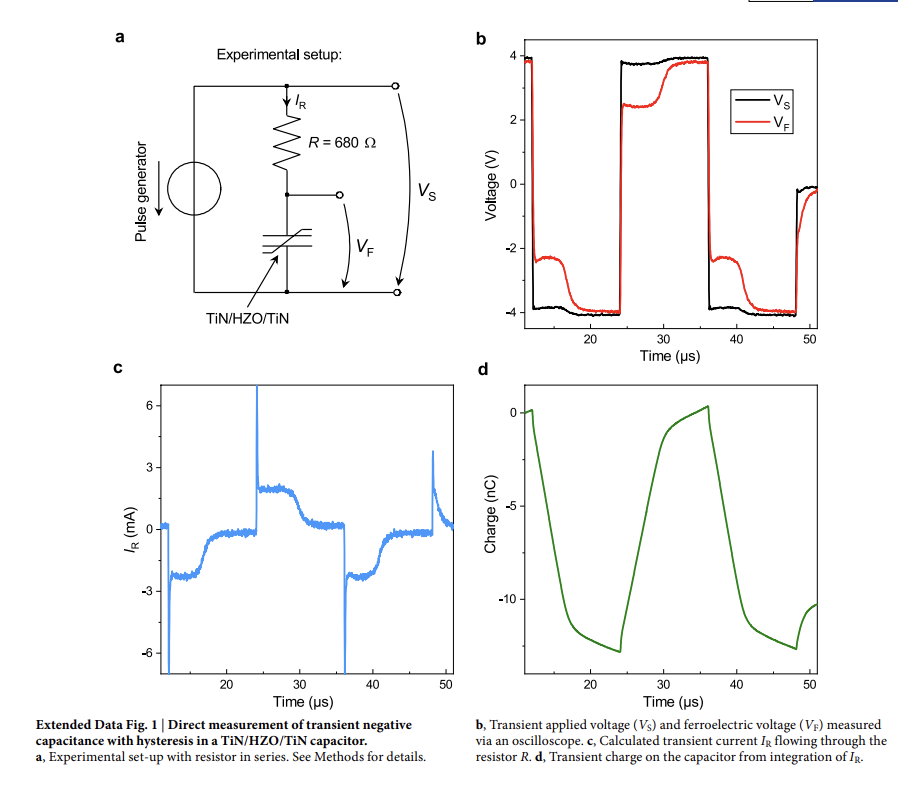 a
Experimental setup:
I_R
R = 680 Ω
Pulse generator
V_S
V_F
TiN/HZO/TiN
b
4
2
0
-2
-4
Voltage (V)
V_S
V_F
20
30
40
50
Time (µs)
c
6
3
0
-3
-6
I_R (mA)
20
30
40
50
Time (µs)
d
0
-5
-10
Charge (nC)
20
30
40
50
Time (µs)
Extended Data Fig. 1 | Direct measurement of transient negative
capacitance with hysteresis in a TiN/HZO/TiN capacitor.
a, Experimental set-up with resistor in series. See Methods for details.
b, Transient applied voltage (V_S) and ferroelectric voltage (V_F) measured
via an oscilloscope. c, Calculated transient current I_R flowing through the
resistor R. d, Transient charge on the capacitor from integration of I_R.